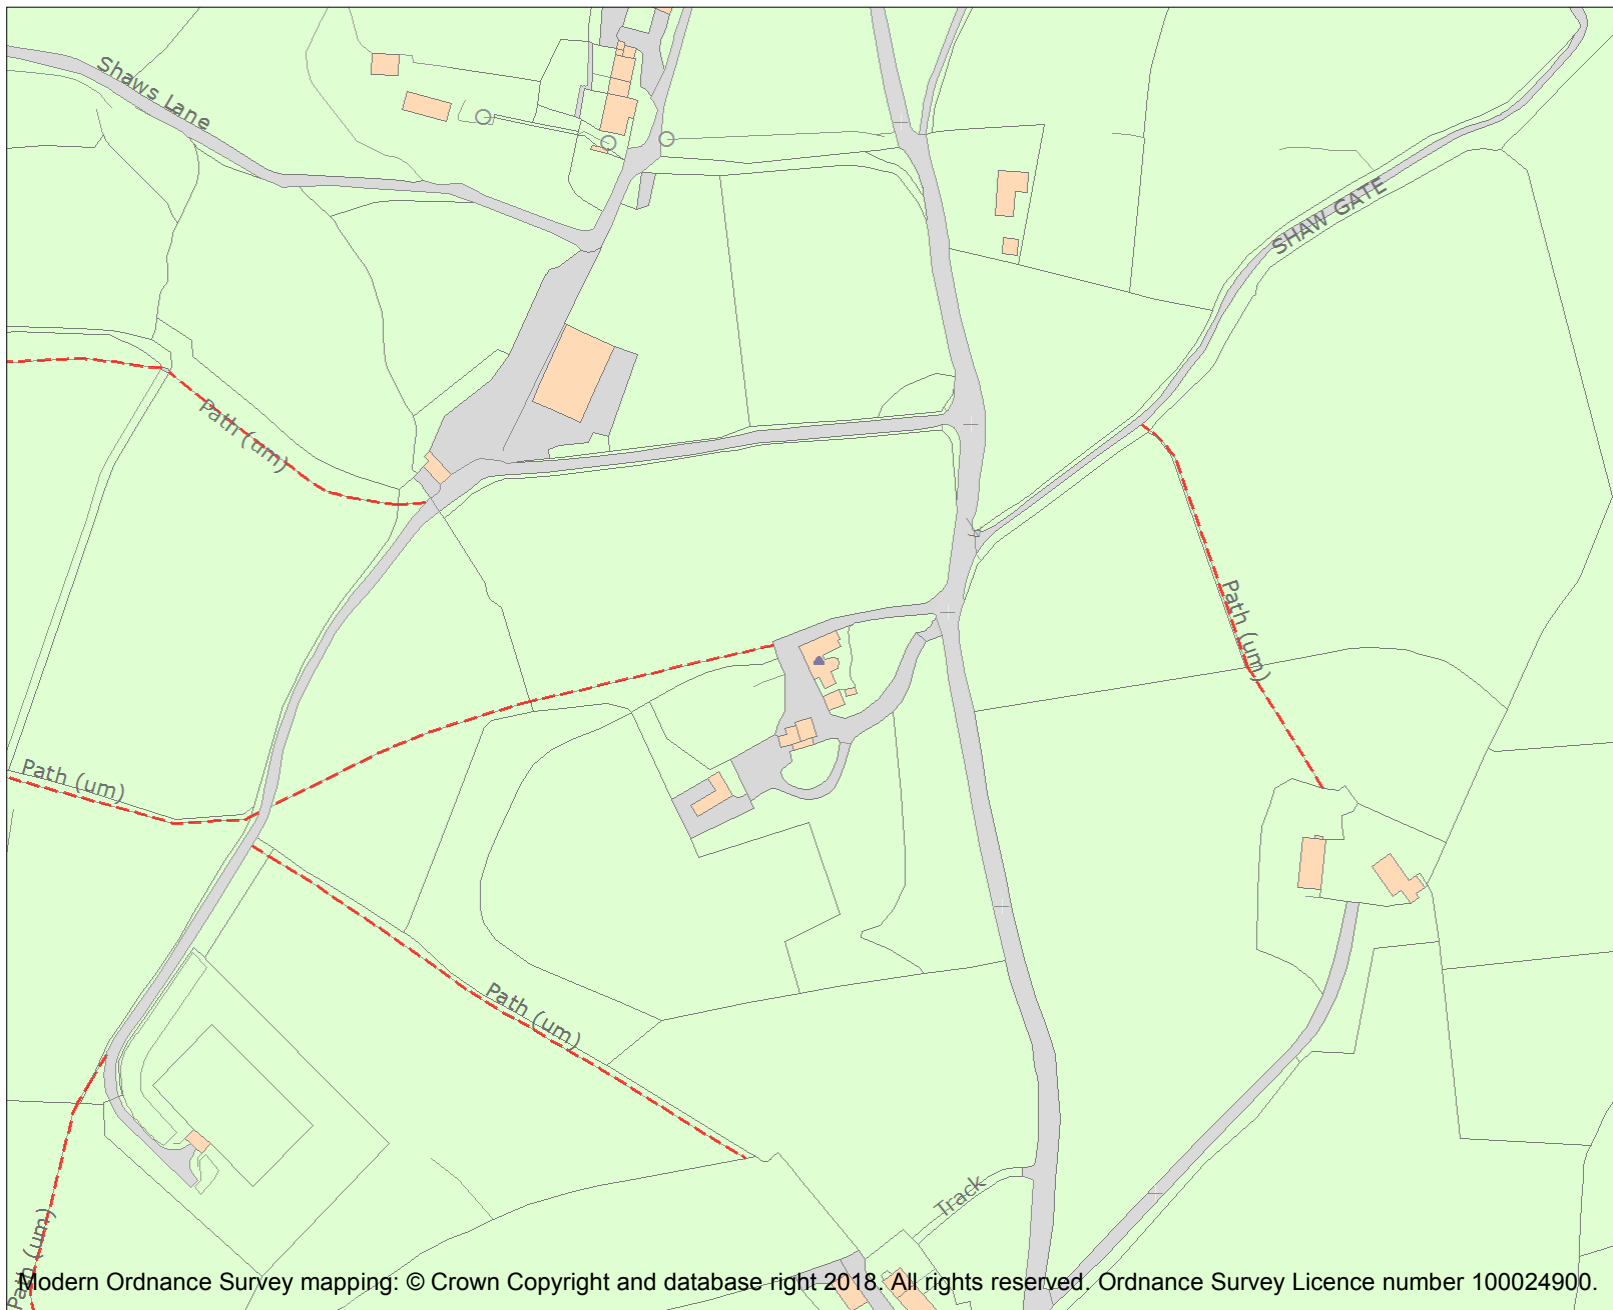 Shaws Lane
SHAW GATE
Path (um)
Path (um)
Path (um)
Path (um)
Track
Path (um)
Modern Ordnance Survey mapping: © Crown Copyright and database right 2018. All rights reserved. Ordnance Survey Licence number 100024900.